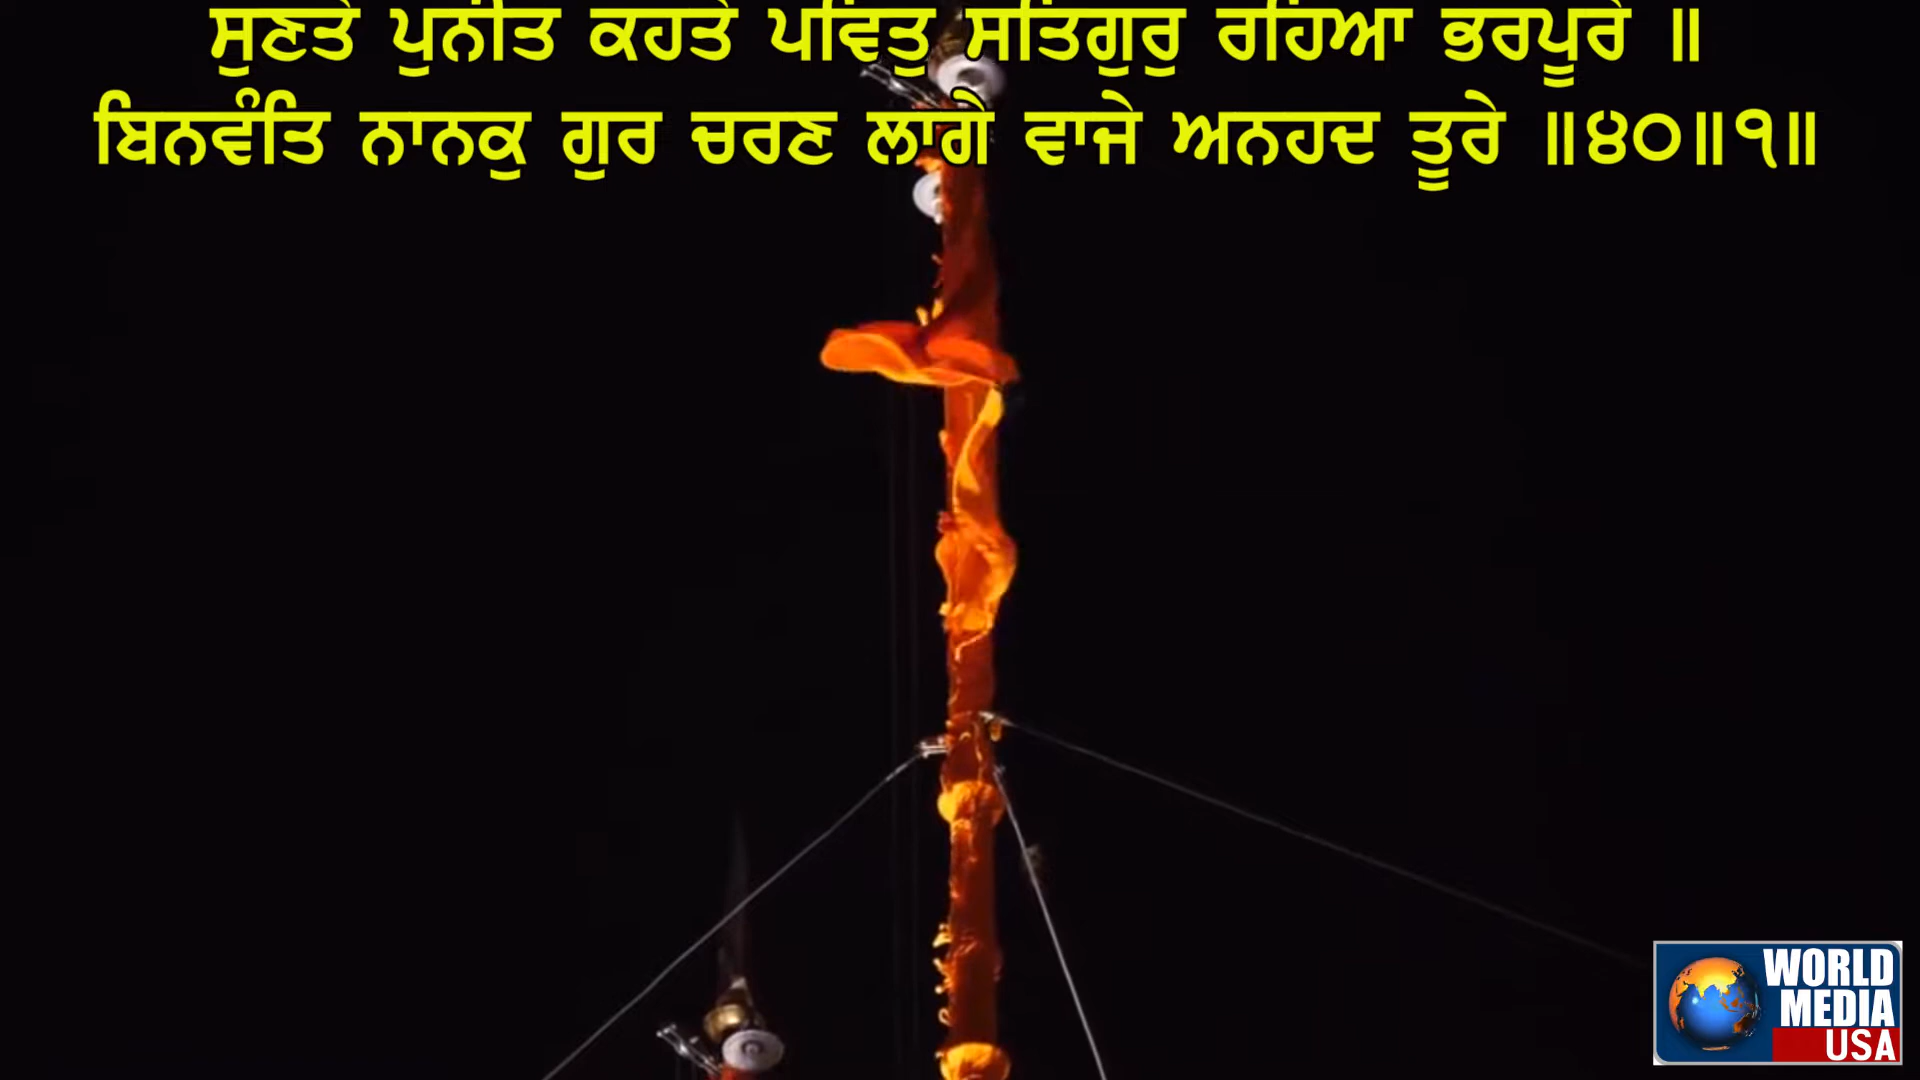 ਸੁਣਤੇ ਪੁਨੀਤ ਕਹਤੇ ਪਵਿਤੁ ਸਤਿਗੁਰੁ ਰਹਿਆ ਭਰਪੂਰੇ ॥
ਬਿਨਵੰਤਿ ਨਾਨਕੁ ਗੁਰ ਚਰਣ ਲਾਗੇ ਵਾਜੇ ਅਨਹਦ ਤੂਰੇ ॥੪੦॥੧॥
WORLD
MEDIA
USA